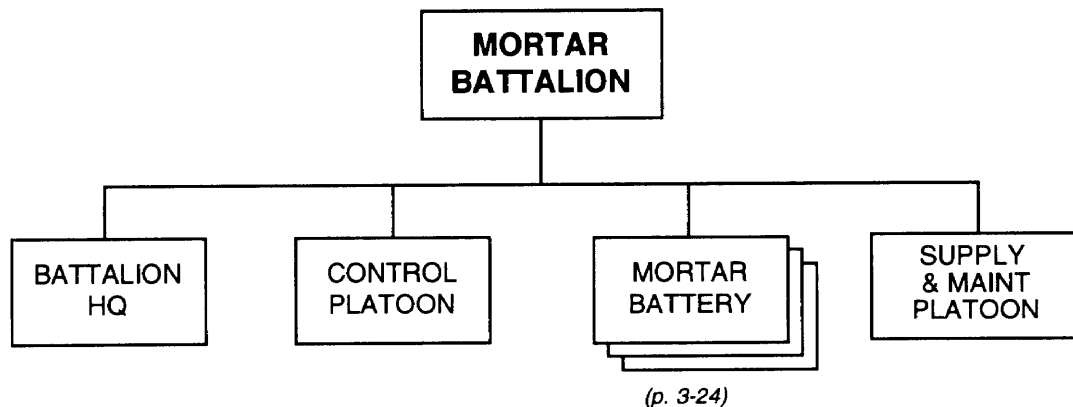 MORTAR
BATTALION
BATTALION
HQ
CONTROL
PLATOON
MORTAR
BATTERY
SUPPLY
& MAINT
PLATOON
(p. 3-24)